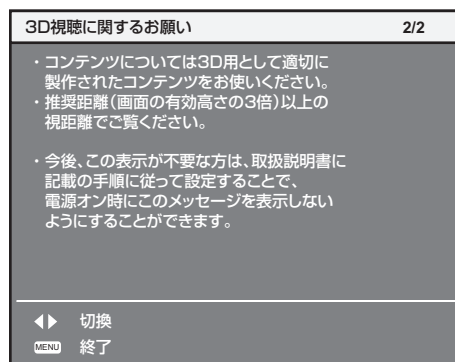 3D視聴に関するお願い 2/2
・コンテンツについては3D用として適切に
製作されたコンテンツをお使いください。
・推奨距離(画面の有効高さの3倍)以上の
視距離でご覧ください。
・今後、この表示が不要な方は、取扱説明書に
記載の手順に従って設定することで、
電源オン時にこのメッセージを表示しない
ようにすることができます。
切換
MENU 終了